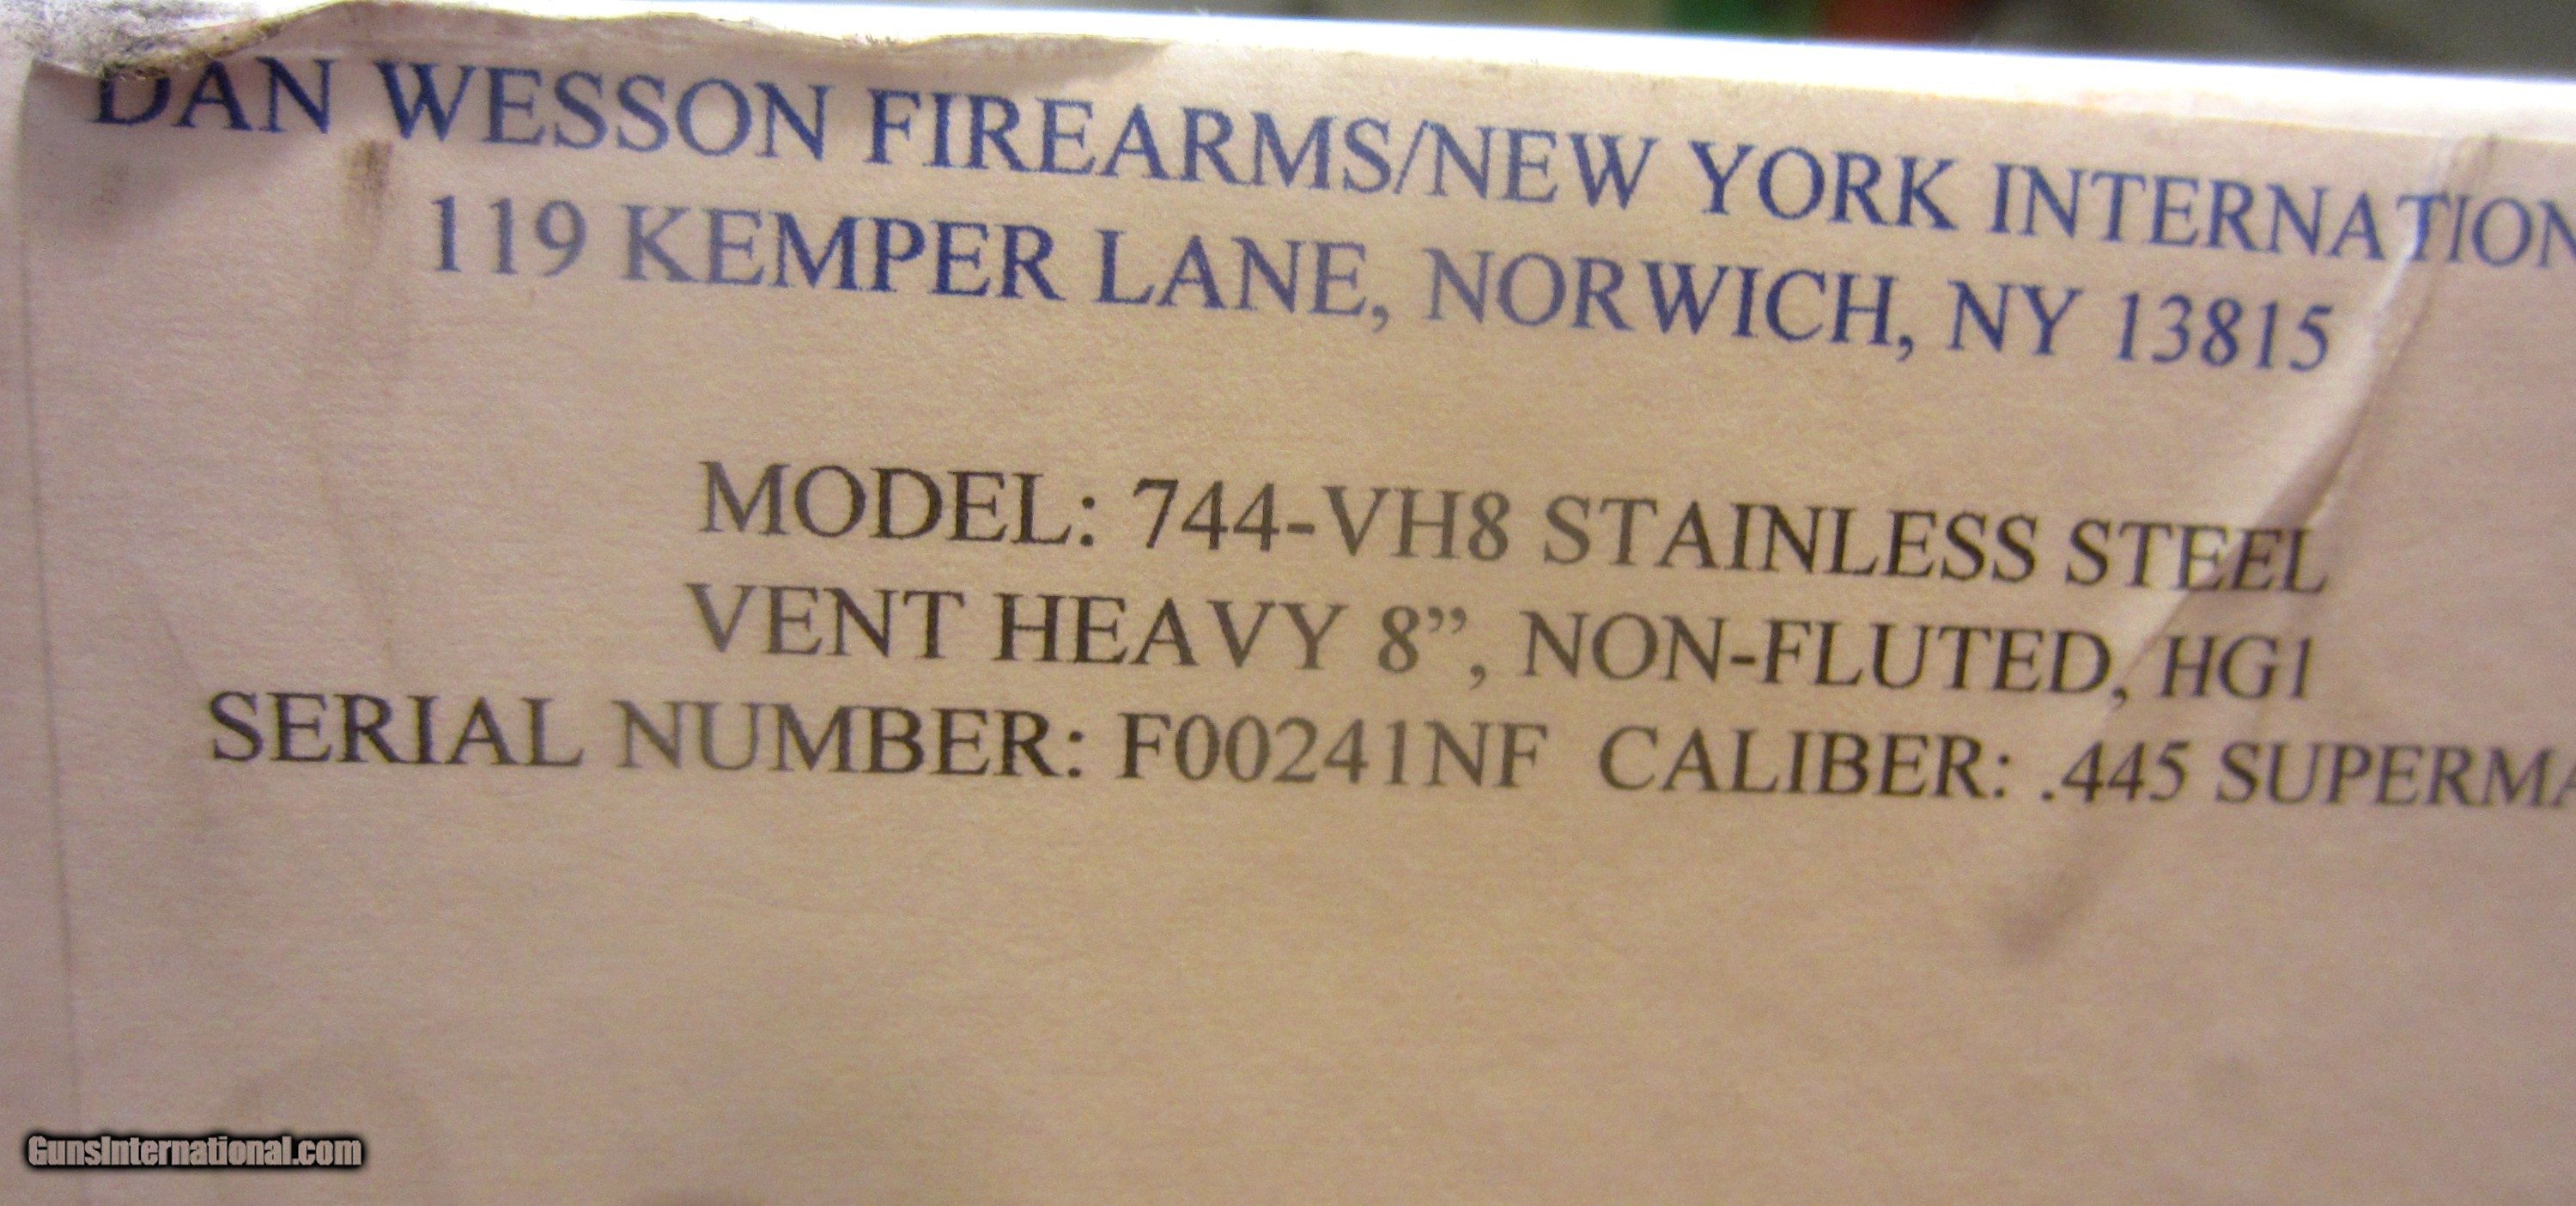 DAN WESSON FIREARMS/NEW YORK INTERNATION
119 KEMPER LANE, NORWICH, NY 13815
MODEL: 744-VH8 STAINLESS STEEL
VENT HEAVY 8”, NON-FLUTED, HG1
SERIAL NUMBER: F00241NF CALIBER: .445 SUPERMA
GunsInternational.com